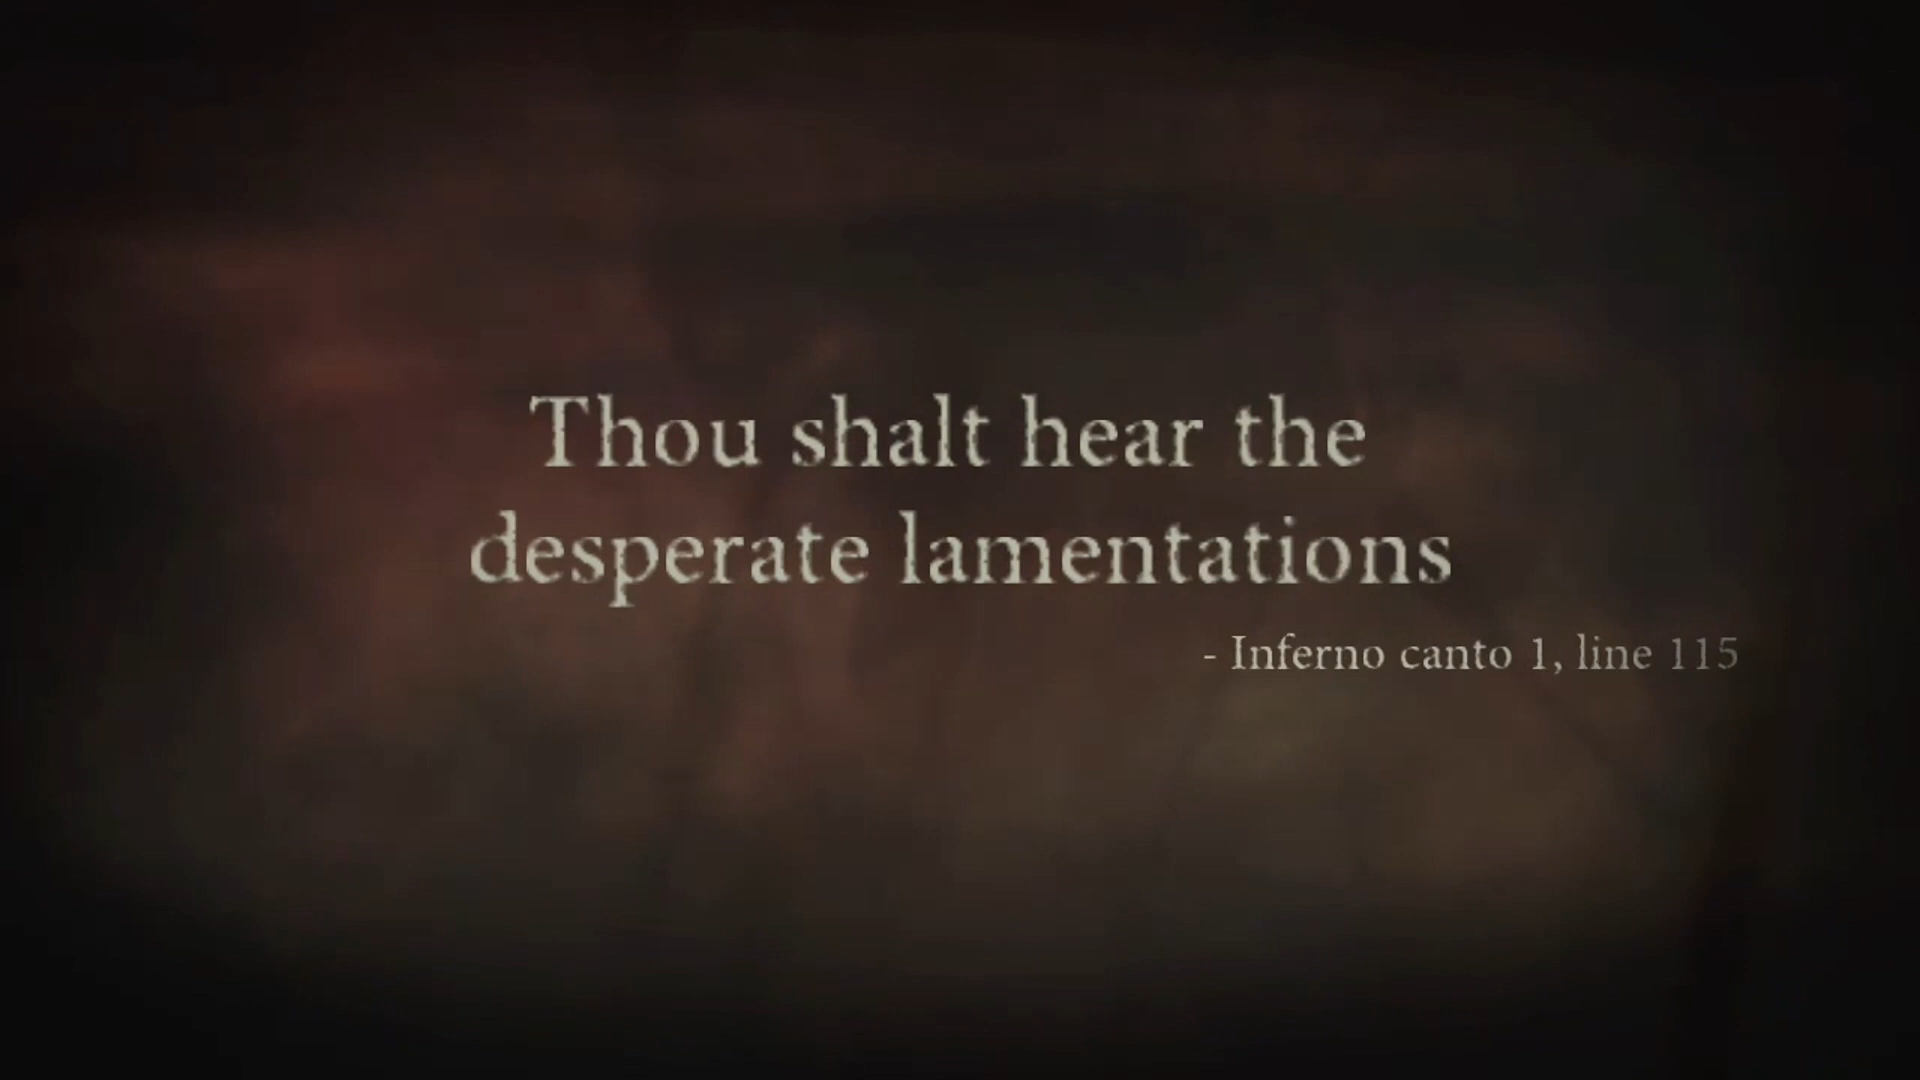 Thou shalt hear the
desperate lamentations
- Inferno canto 1, line 115